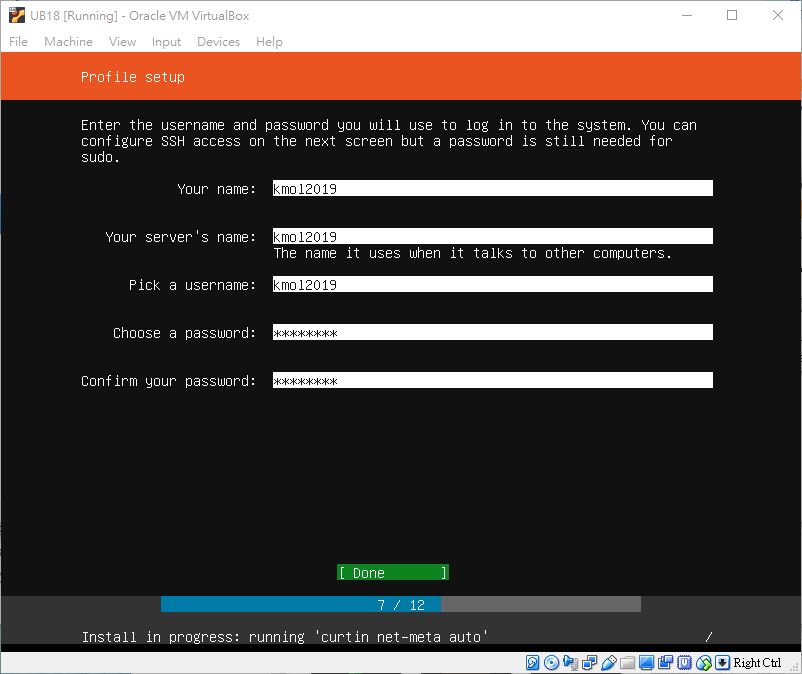 UB18 [Running] - Oracle VM VirtualBox
File Machine View Input Devices Help
Profile setup
Enter the username and password you will use to log in to the system. You can
configure SSH access on the next screen but a password is still needed for
sudo.
Your name: kmol2019
Your server's name: kmol2019
The name it uses when it talks to other computers.
Pick a username: kmol2019
Choose a password: ********
Confirm your password: ********
[ Done ]
7 / 12
Install in progress: running 'curtin net-meta auto' /
Right Ctrl